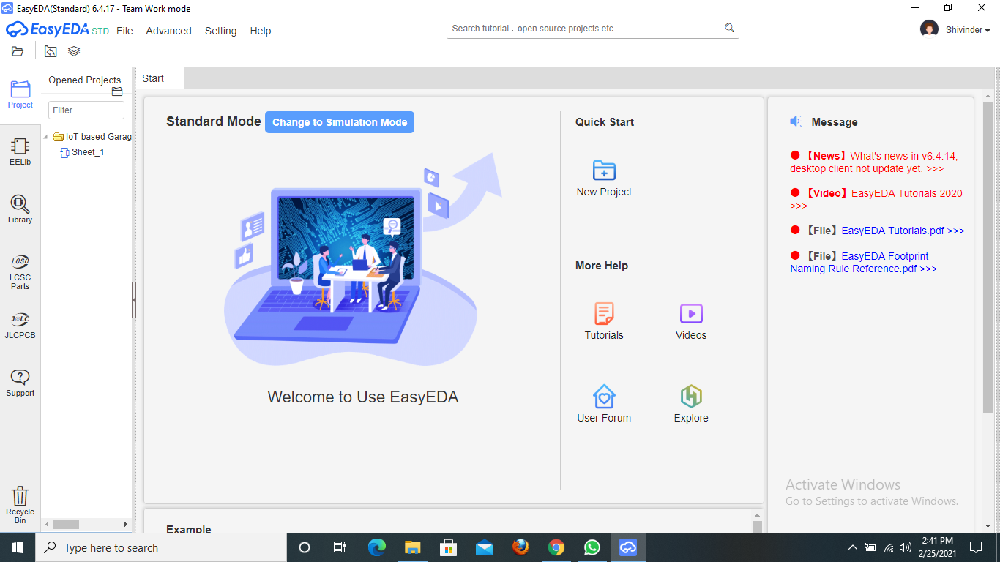 EasyEDA(Standard) 6.4.17 - Team Work mode
EasyEDA STD File Advanced Setting Help
Search tutorial、open source projects etc.
Shivinder
Project
EELib
Library
LCSC
LCSC
Parts
JLCPCB
Support
Recycle
Bin
Opened Projects
Filter
IoT based Garag
Sheet_1
Start
Standard Mode Change to Simulation Mode
Welcome to Use EasyEDA
Quick Start
New Project
More Help
Tutorials
Videos
User Forum
Explore
Message
【News】What's news in v6.4.14,
desktop client not update yet. >>>
【Video】EasyEDA Tutorials 2020
>>>
【File】EasyEDA Tutorials.pdf >>>
【File】EasyEDA Footprint
Naming Rule Reference.pdf >>>
Example
Activate Windows
Go to Settings to activate Windows.
Type here to search
2:41 PM
2/25/2021